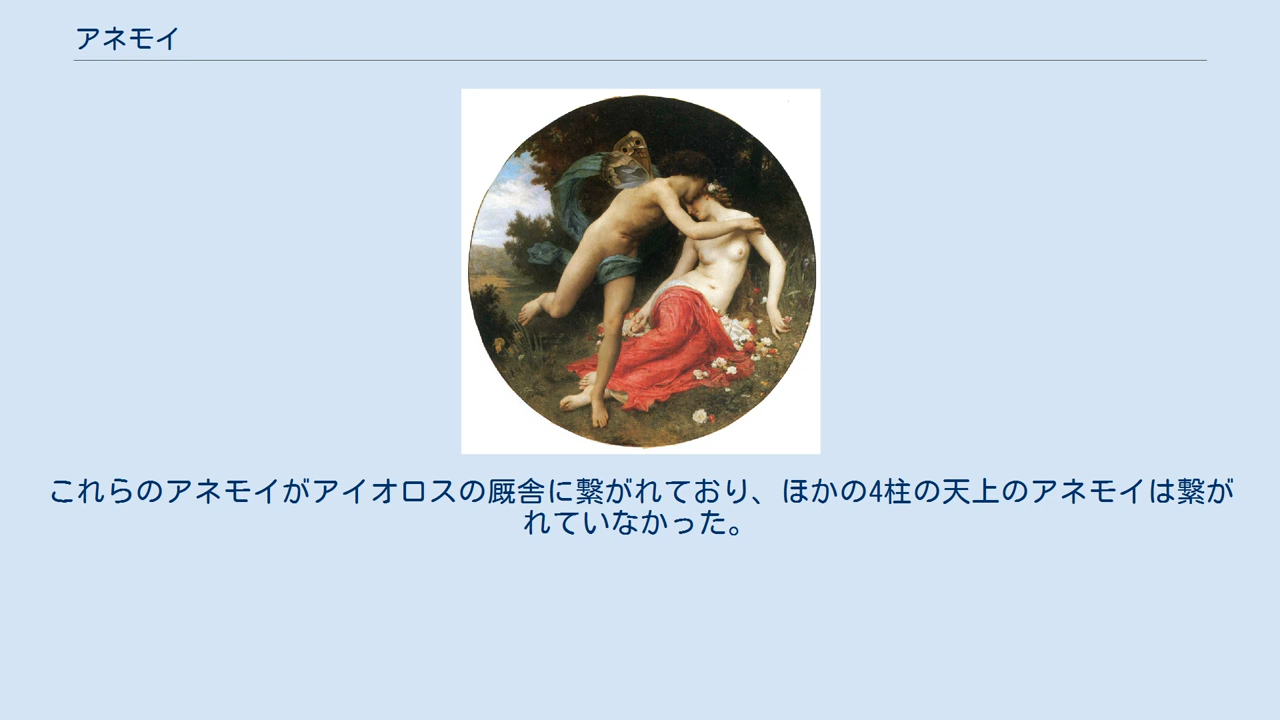 アネモイ
これらのアネモイがアイオロスの厩舎に繋がれており、ほかの4柱の天上のアネモイは繋が
れていなかった。